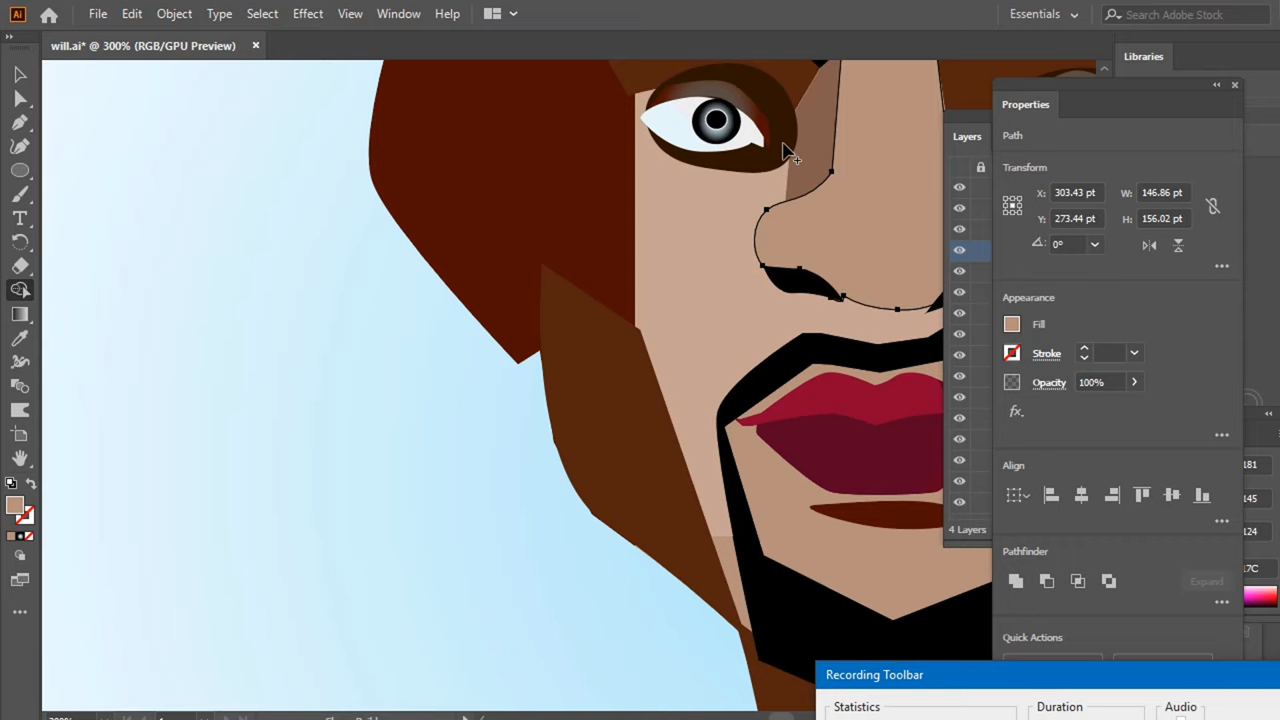 Ai File Edit Object Type Select Effect View Window Help Essentials Search Adobe Stock
will.ai* @ 300% (RGB/GPU Preview)
Libraries
Properties
Path
Layers
Transform
X: 303.43 pt W: 146.86 pt
Y: 273.44 pt H: 156.02 pt
0°
Appearance
Fill
Stroke
Opacity 100%
fx.
Align
181
145
4 Layers
124
Pathfinder
17C
Expand
Quick Actions
Recording Toolbar
Statistics Duration Audio